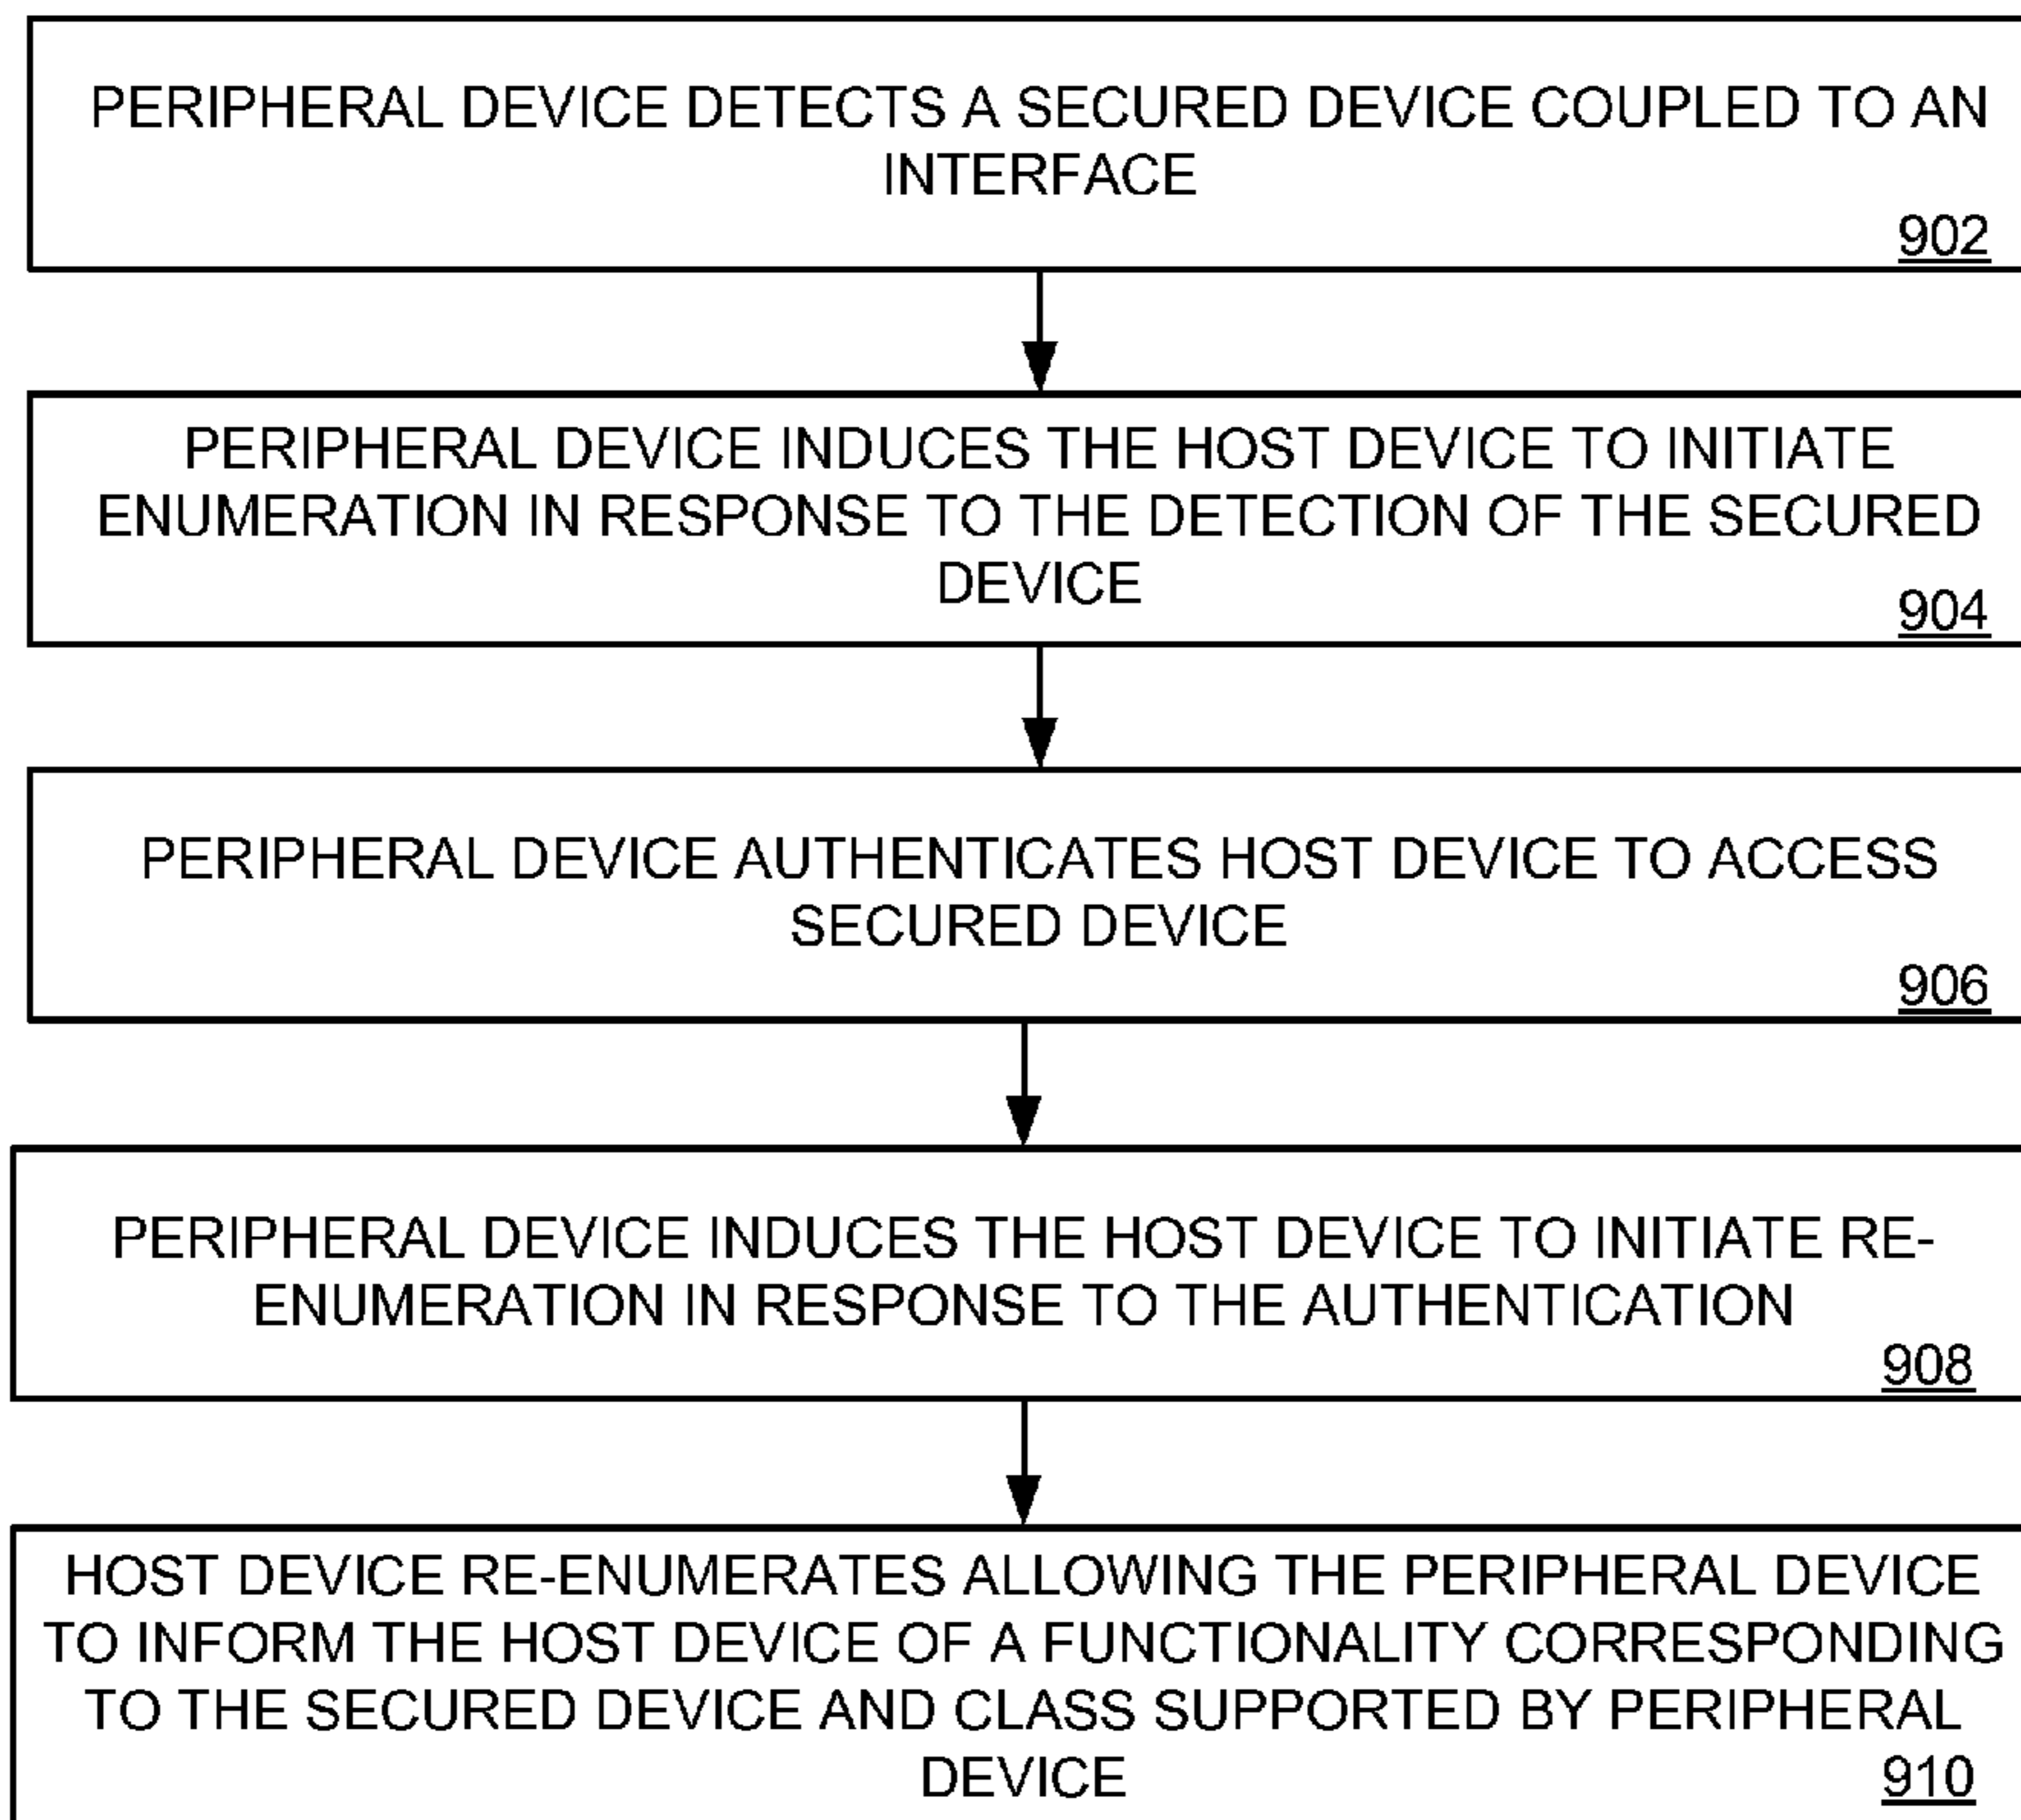 PERIPHERAL DEVICE DETECTS A SECURED DEVICE COUPLED TO AN
INTERFACE
902
PERIPHERAL DEVICE INDUCES THE HOST DEVICE TO INITIATE
ENUMERATION IN RESPONSE TO THE DETECTION OF THE SECURED
DEVICE
904
PERIPHERAL DEVICE AUTHENTICATES HOST DEVICE TO ACCESS
SECURED DEVICE
906
PERIPHERAL DEVICE INDUCES THE HOST DEVICE TO INITIATE RE-
ENUMERATION IN RESPONSE TO THE AUTHENTICATION
908
HOST DEVICE RE-ENUMERATES ALLOWING THE PERIPHERAL DEVICE
TO INFORM THE HOST DEVICE OF A FUNCTIONALITY CORRESPONDING
TO THE SECURED DEVICE AND CLASS SUPPORTED BY PERIPHERAL
DEVICE
910